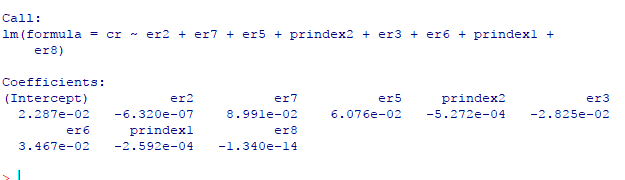 Call:
lm(formula = cr ~ er2 + er7 + er5 + prindex2 + er3 + er6 + prindex1 +
    er8)
Coefficients:
(Intercept)          er2          er7          er5     prindex2          er3
  2.287e-02   -6.320e-07    8.991e-02    6.076e-02   -5.272e-04   -2.825e-02
        er6     prindex1          er8
  3.467e-02   -2.592e-04   -1.340e-14
>